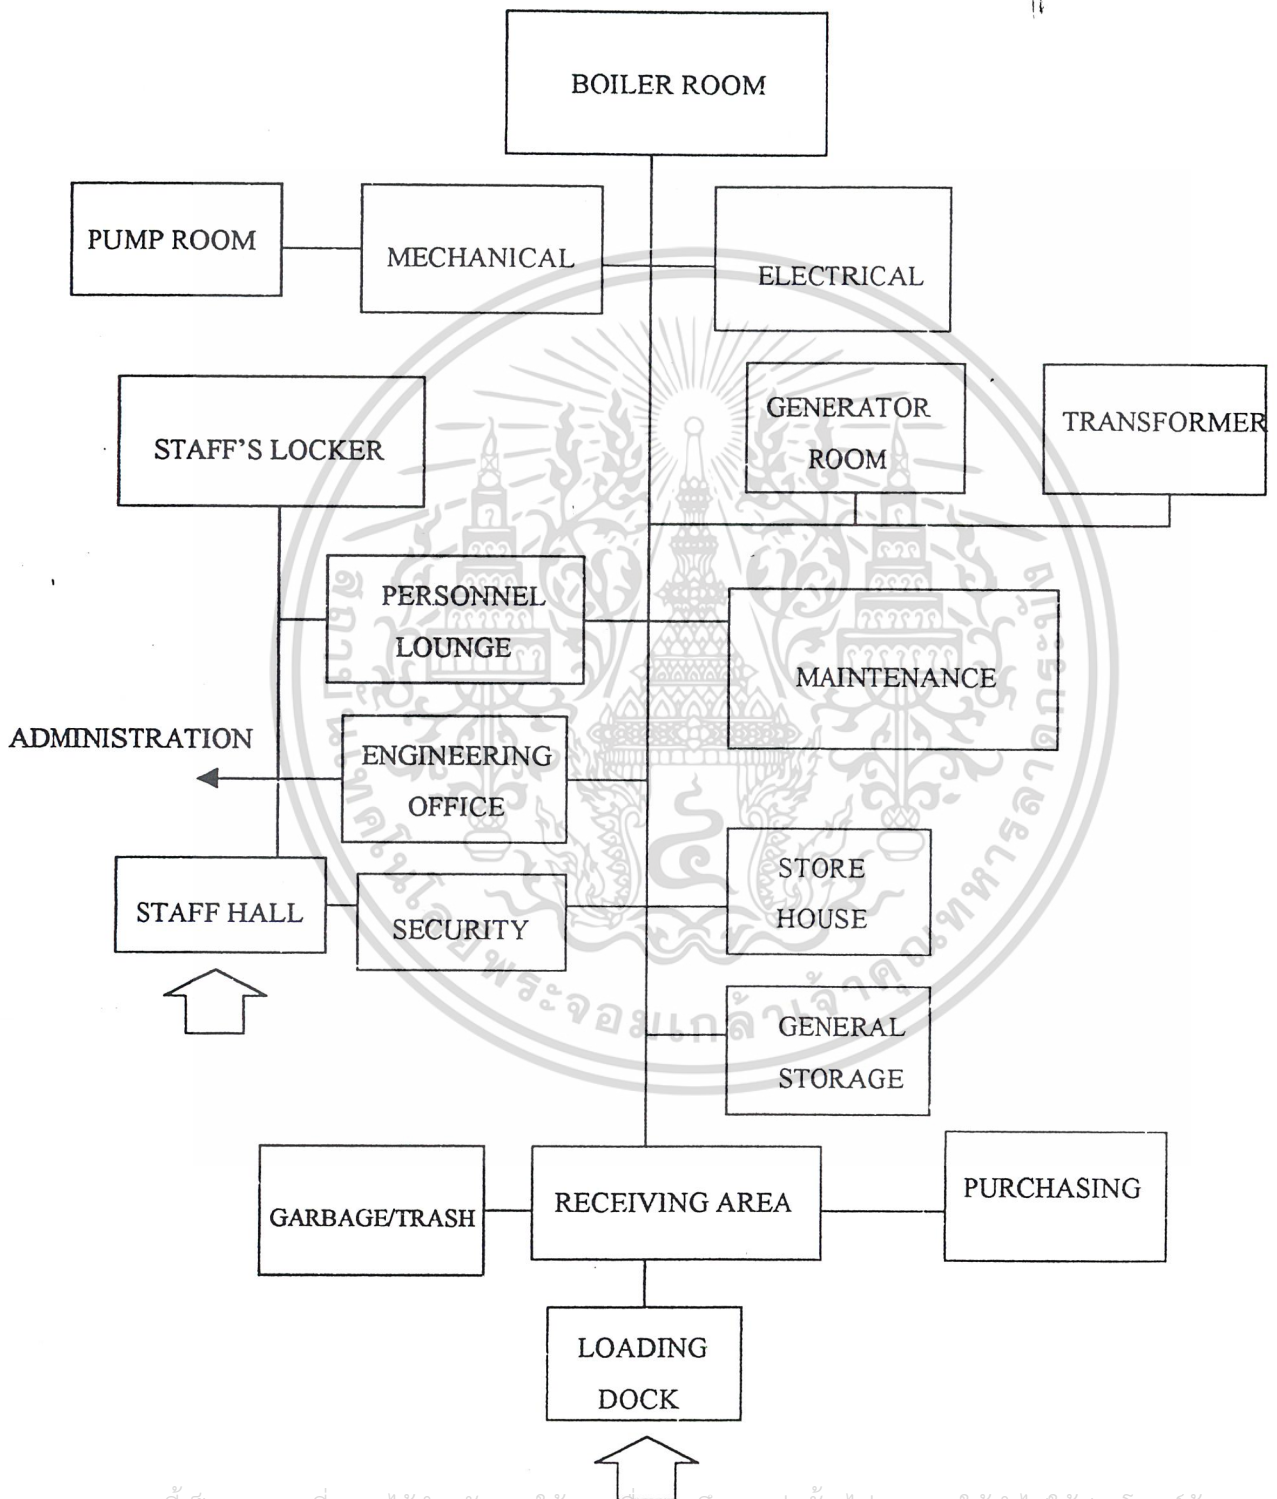 BOILER ROOM
PUMP ROOM
MECHANICAL
ELECTRICAL
STAFF'S LOCKER
GENERATOR
ROOM
TRANSFORMER
PERSONNEL
LOUNGE
MAINTENANCE
ADMINISTRATION
ENGINEERING
OFFICE
STAFF HALL
SECURITY
STORE
HOUSE
GENERAL
STORAGE
GARBAGE/TRASH
RECEIVING AREA
PURCHASING
LOADING
DOCK